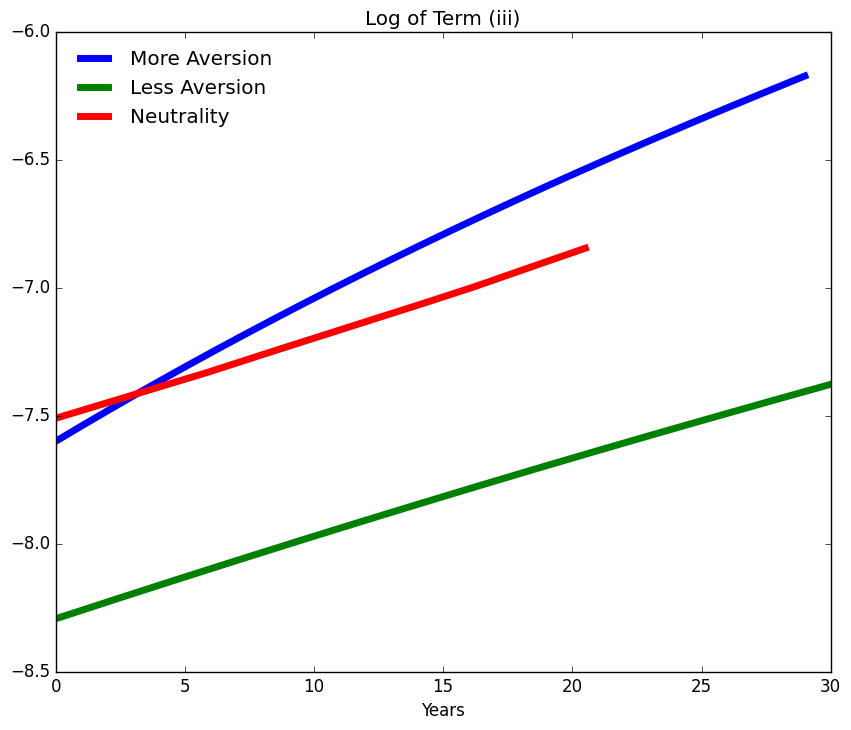 Log of Term (iii)
−6.0
More Aversion
Less Aversion
Neutrality
−6.5
−7.0
−7.5
−8.0
−8.5
0 5 10 15 20 25 30
Years